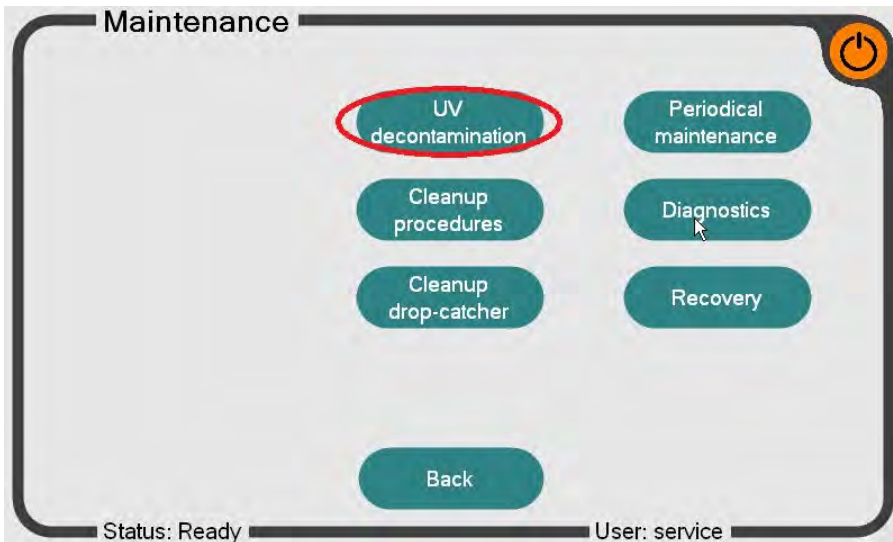 Maintenance
UV
decontamination
Periodical
maintenance
Cleanup
procedures
Diagnostics
Cleanup
drop-catcher
Recovery
Back
Status: Ready
User: service